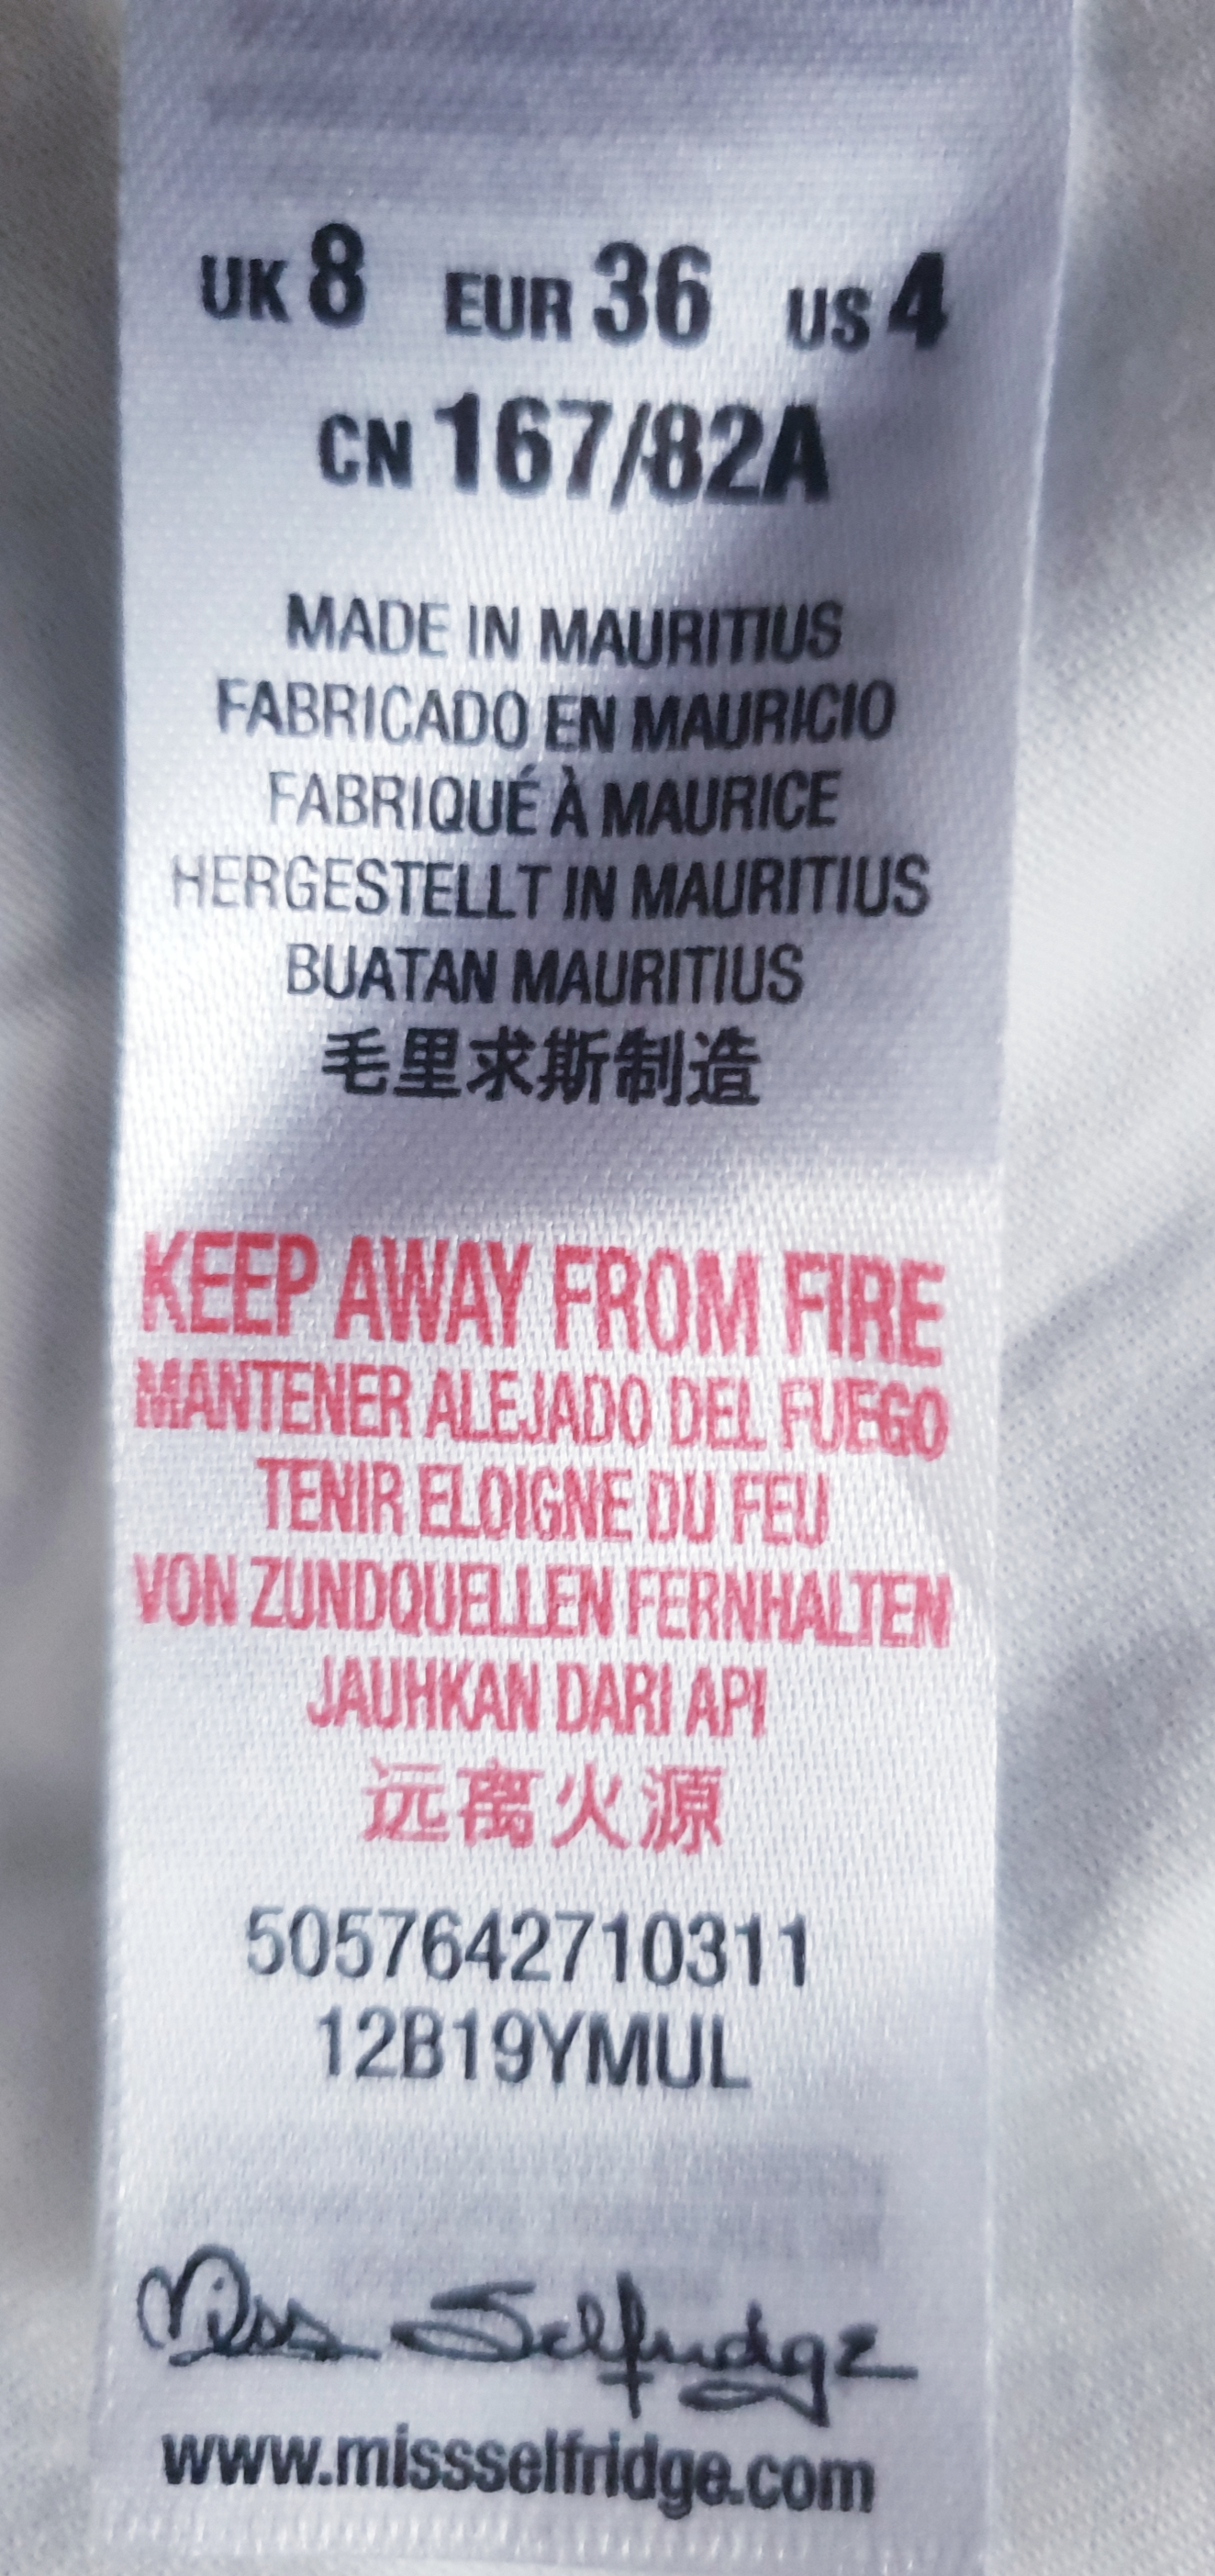 UK 8 EUR 36 US 4
CN 167/82A
MADE IN MAURITIUS
FABRICADO EN MAURICIO
FABRIQUÉ À MAURICE
HERGESTELLT IN MAURITIUS
BUATAN MAURITIUS
毛里求斯制造
KEEP AWAY FROM FIRE
MANTENER ALEJADO DEL FUEGO
TENIR ELOIGNE DU FEU
VON ZUNDQUELLEN FERNHALTEN
JAUHKAN DARI API
远离火源
5057642710311
12B19YMUL
Miss Selfridge
www.missselfridge.com